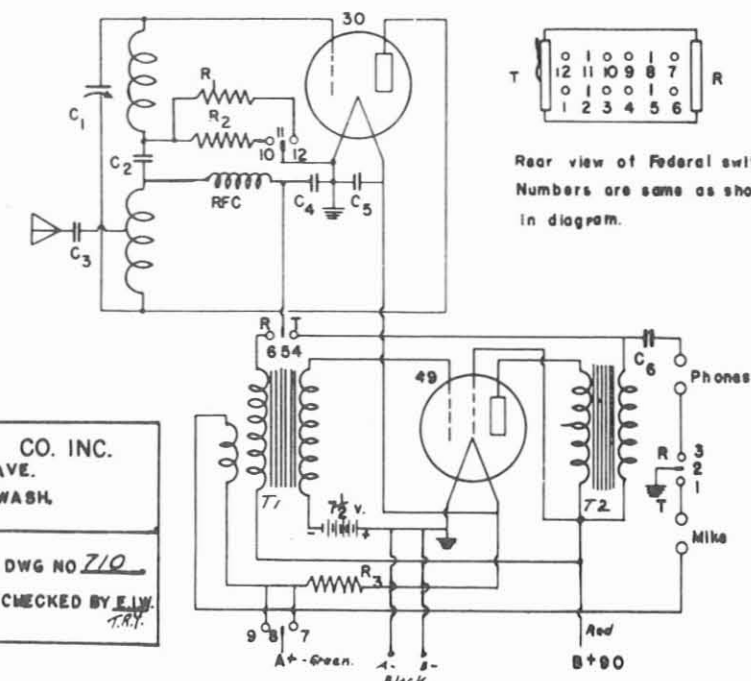 30
C1
R1
R2
11
10
12
C2
RFC
C4
C5
C3
T
12 11 10 9 8 7
1 2 3 4 5 6
R
Rear view of Federal
Numbers are same as
in diagram.
R T
6 5 4
49
C6
Phones
R 3
2
1
T
Mike
T1
7½ v.
- +
T2
R3
9 8 7
A+ - Green.
A- B-
Black
Red
B+90
CO. INC.
AVE.
WASH.
DWG NO 710
CHECKED BY E.I.W.
T.R.Y.